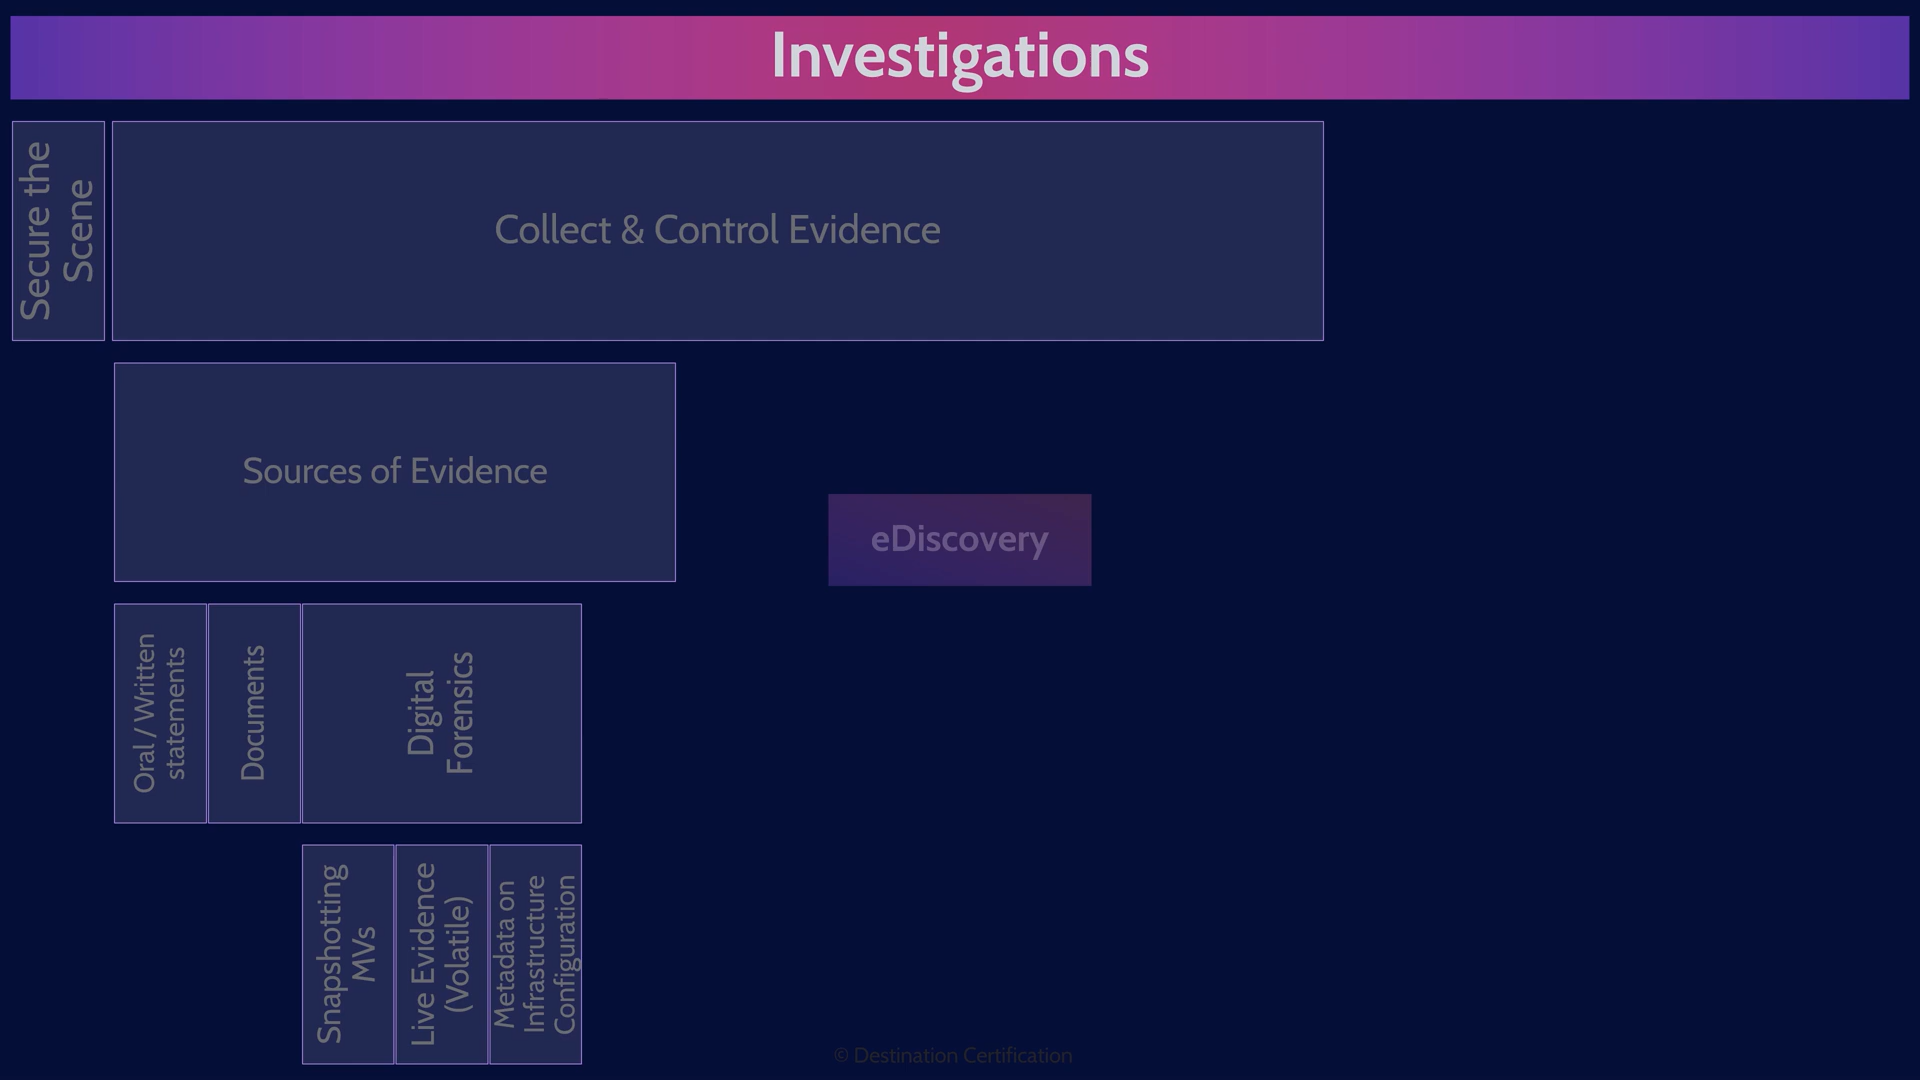 Investigations
Secure the
Scene
Collect & Control Evidence
Sources of Evidence
eDiscovery
Oral / Written
statements
Documents
Digital
Forensics
Snapshotting
MVs
Live Evidence
(Volatile)
Metadata on
Infrastructure
Configuration
© Destination Certification